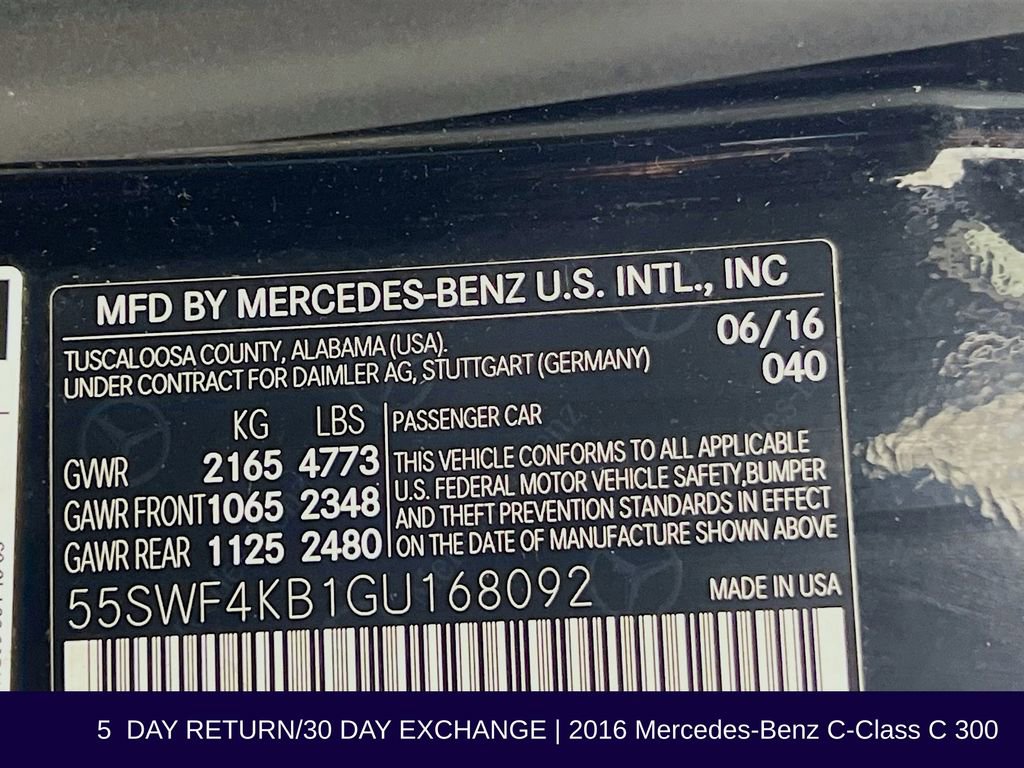 MFD BY MERCEDES-BENZ U.S. INTL., INC
TUSCALOOSA COUNTY, ALABAMA (USA).
UNDER CONTRACT FOR DAIMLER AG, STUTTGART (GERMANY)
06/16
040
KG LBS
GVWR 2165 4773
GAWR FRONT 1065 2348
GAWR REAR 1125 2480
PASSENGER CAR
THIS VEHICLE CONFORMS TO ALL APPLICABLE
U.S. FEDERAL MOTOR VEHICLE SAFETY,BUMPER
AND THEFT PREVENTION STANDARDS IN EFFECT
ON THE DATE OF MANUFACTURE SHOWN ABOVE
55SWF4KB1GU168092
MADE IN USA
5 DAY RETURN/30 DAY EXCHANGE | 2016 Mercedes-Benz C-Class C 300